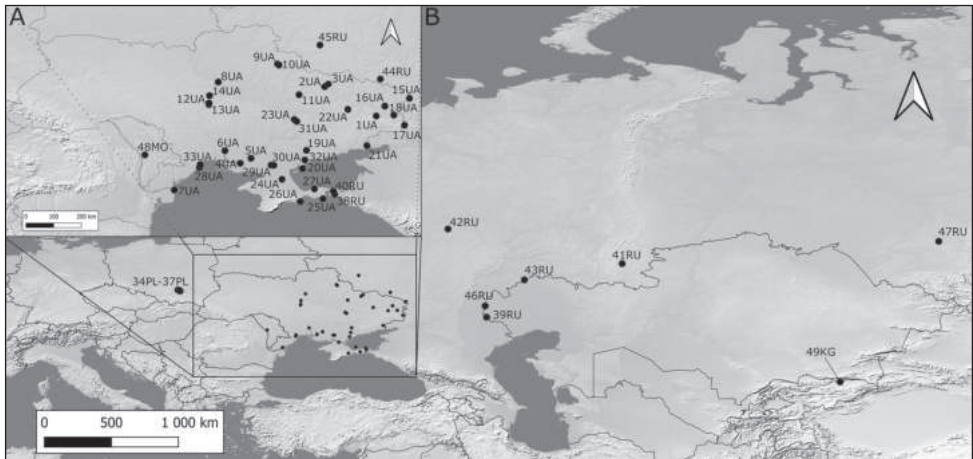 A
B
45RU
9UA
10UA
8UA
2UA
3UA
44RU
14UA
15UA
12UA
13UA
11UA
16UA
18UA
22UA
23UA
1UA
31UA
17UA
6UA
5UA
19UA
48MO
33UA
30UA
32UA
21UA
4UA
29UA
20UA
28UA
24UA
27UA
7UA
26UA
40RU
25UA
38RU
0 100 200 km
34PL-37PL
0 500 1 000 km
42RU
47RU
41RU
43RU
46RU
39RU
49KG